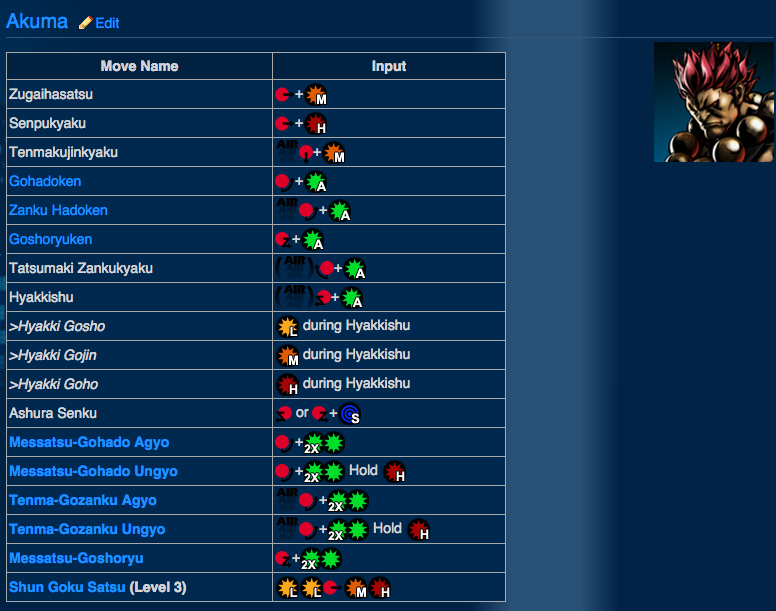 Akuma Edit
Move Name Input
Zugaihasatsu + M
Senpukyaku + H
Tenmakujinkyaku AIR + M
Gohadoken + A
Zanku Hadoken AIR + A
Goshoryuken + A
Tatsumaki Zankukyaku (AIR) + A
Hyakkishu (AIR) + A
>Hyakki Gosho L during Hyakkishu
>Hyakki Gojin M during Hyakkishu
>Hyakki Goho H during Hyakkishu
Ashura Senku or + S
Messatsu-Gohado Agyo + 2X
Messatsu-Gohado Ungyo + 2X Hold H
Tenma-Gozanku Agyo AIR + 2X
Tenma-Gozanku Ungyo AIR + 2X Hold H
Messatsu-Goshoryu + 2X
Shun Goku Satsu (Level 3) L L M H